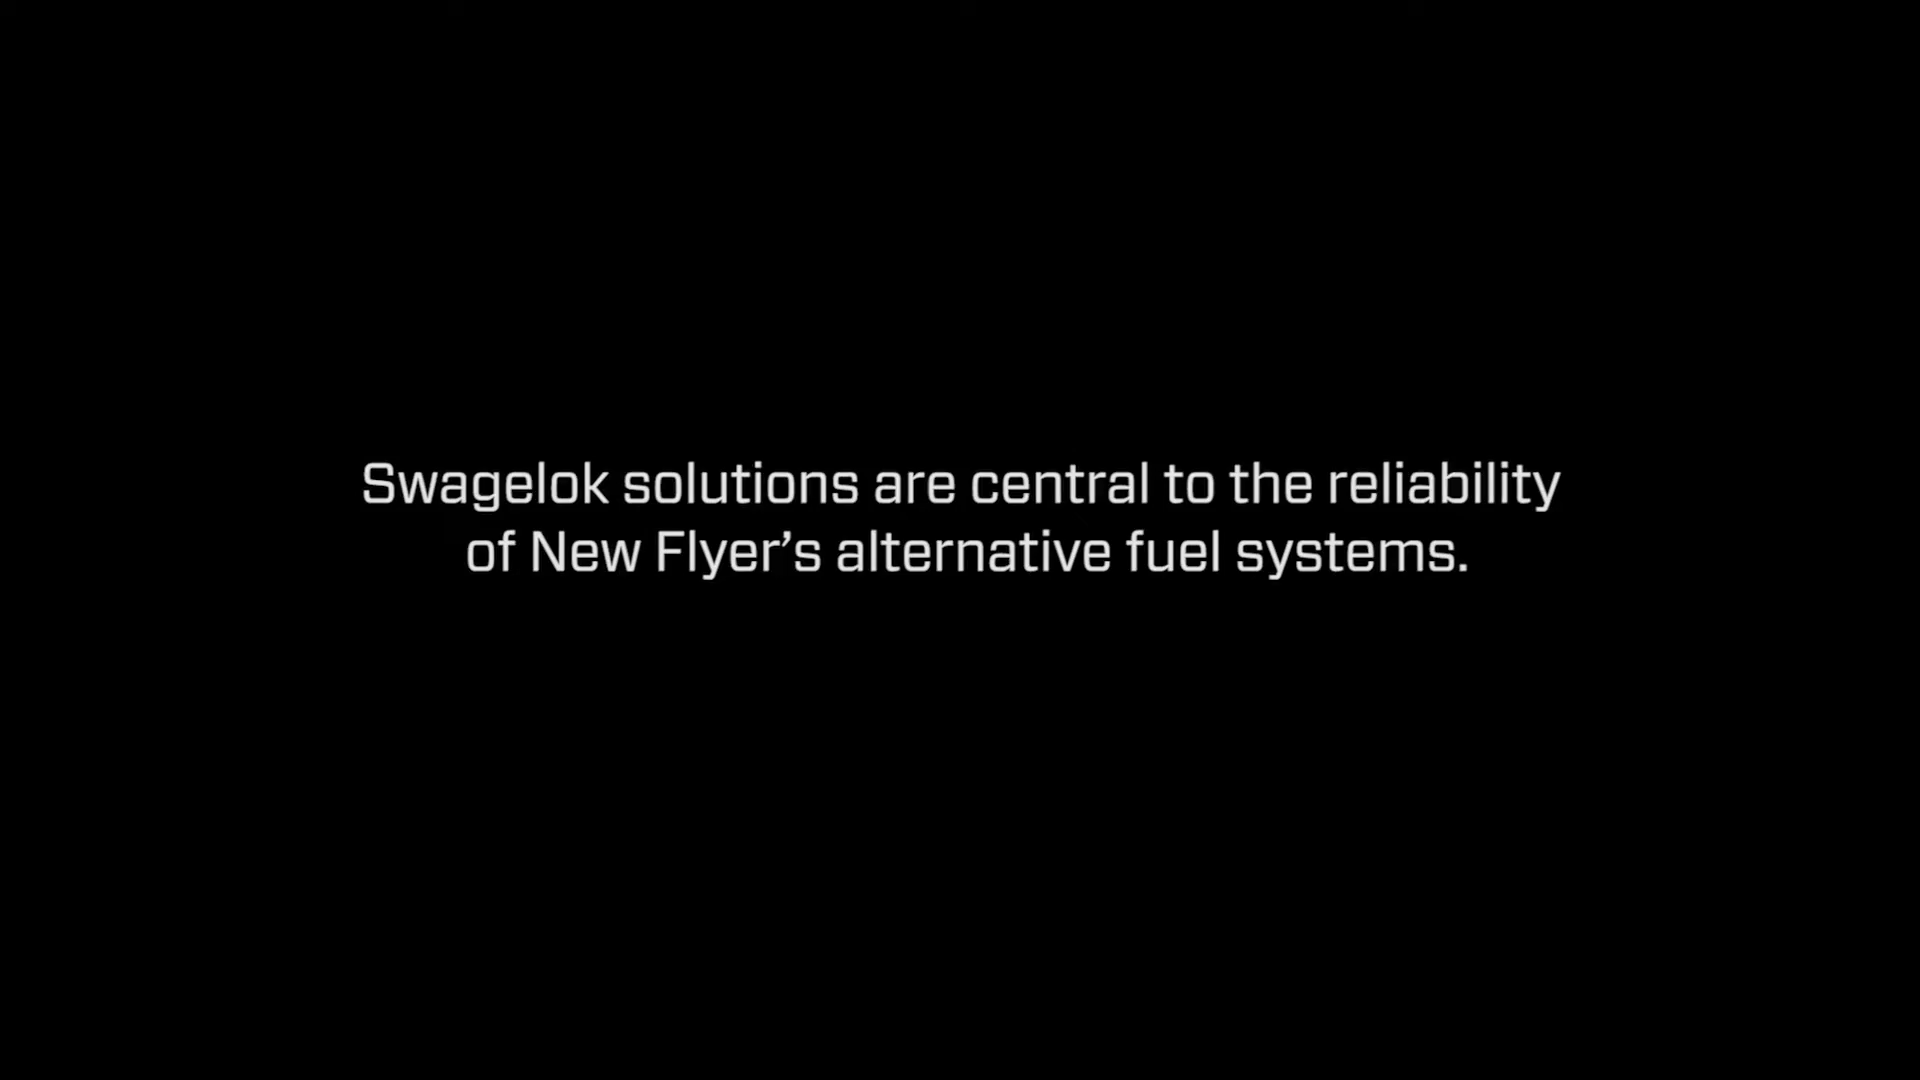 Swagelok solutions are central to the reliability
of New Flyer’s alternative fuel systems.